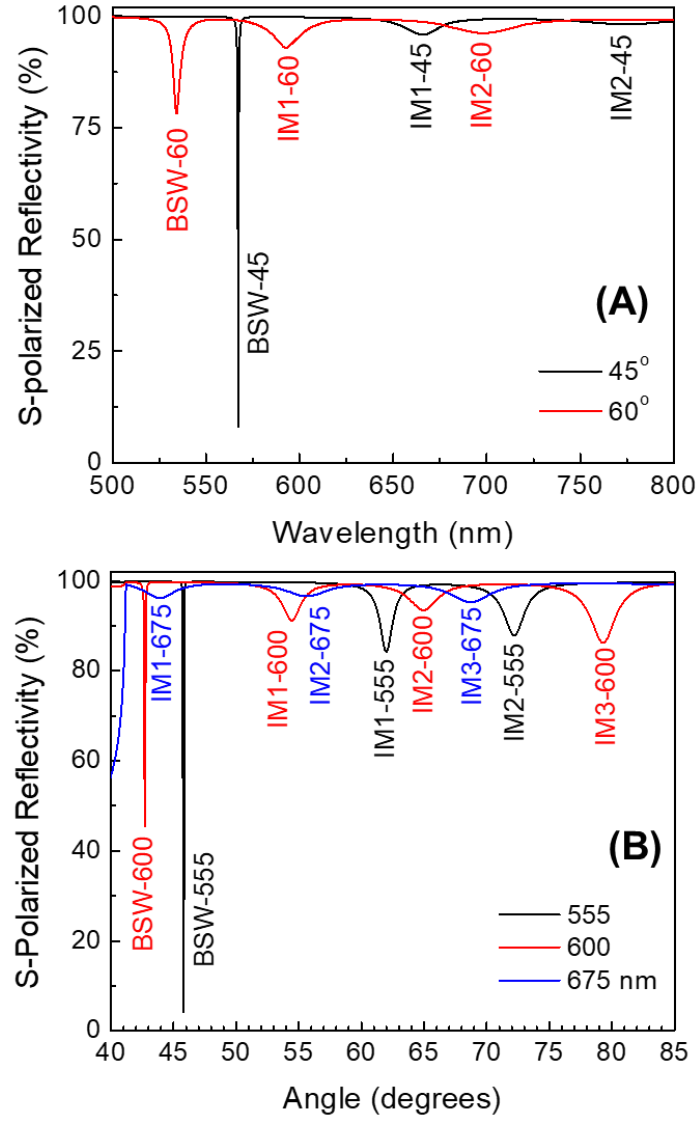 S-polarized Reflectivity (%)
100
75
50
25
0
BSW-60
BSW-45
IM1-60
IM1-45
IM2-60
IM2-45
(A)
45°
60°
500
550
600
650
700
750
800
Wavelength (nm)
S-Polarized Reflectivity (%)
100
80
60
40
20
0
BSW-600
IM1-675
BSW-555
IM1-600
IM2-675
IM1-555
IM2-600
IM3-675
IM2-555
IM3-600
(B)
555
600
675 nm
40
45
50
55
60
65
70
75
80
85
Angle (degrees)